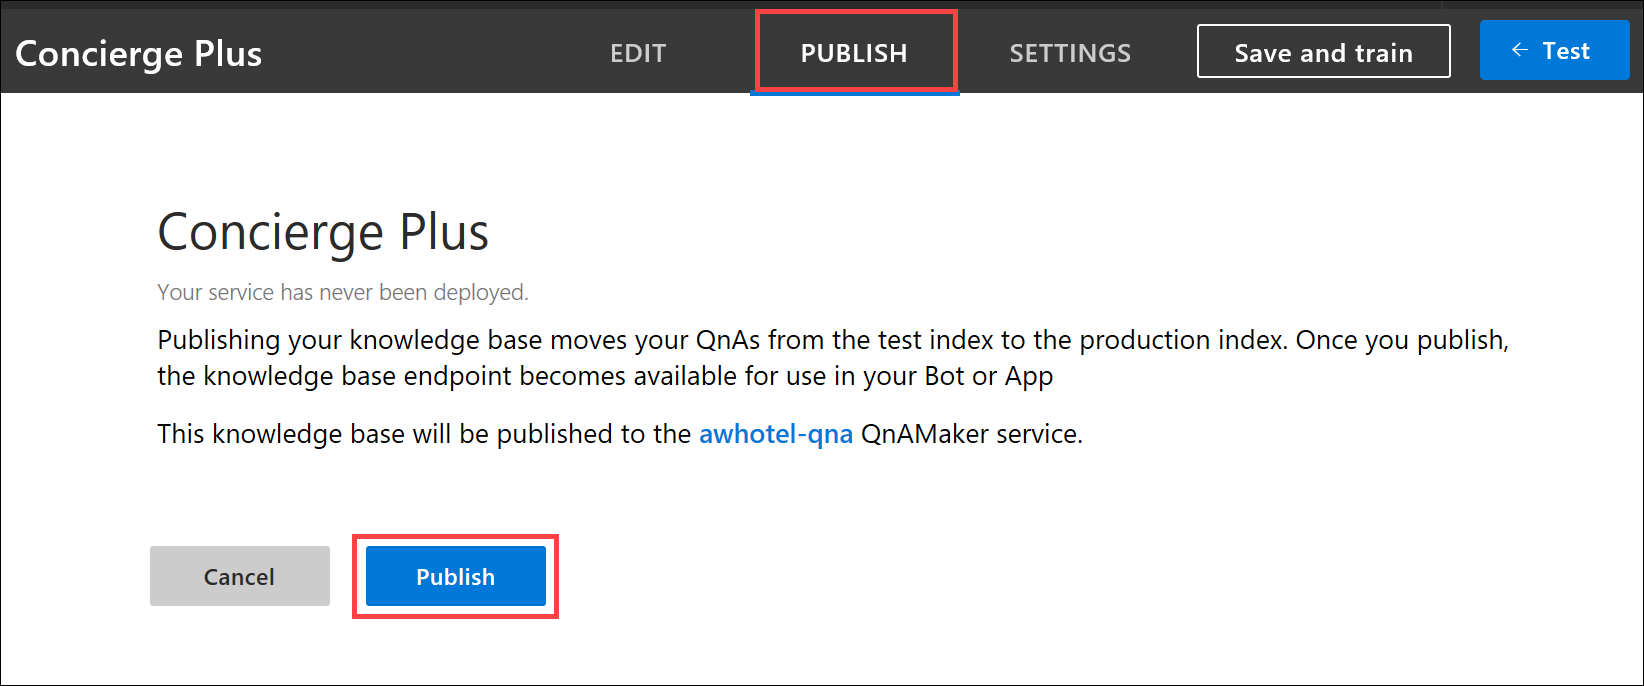 Concierge Plus
EDIT
PUBLISH
SETTINGS
Save and train
← Test
Concierge Plus
Your service has never been deployed.
Publishing your knowledge base moves your QnAs from the test index to the production index. Once you publish,
the knowledge base endpoint becomes available for use in your Bot or App
This knowledge base will be published to the awhotel-qna QnAMaker service.
Cancel
Publish